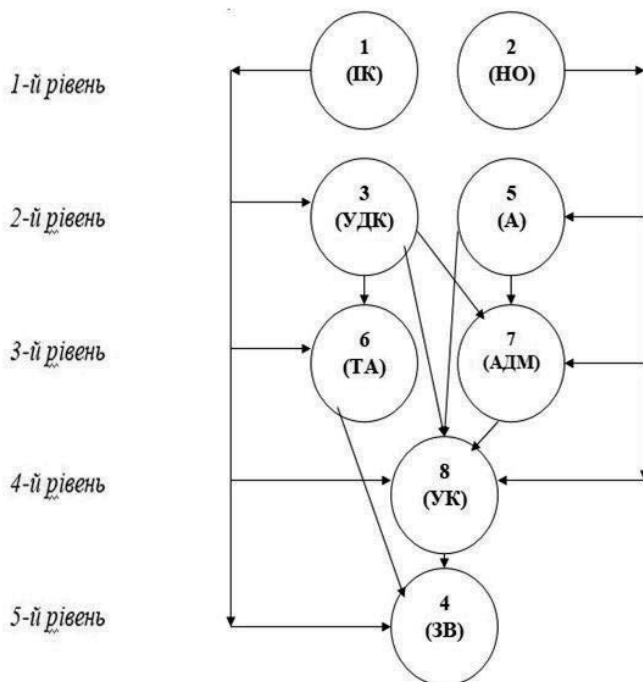 1-й рівень
1
(ІК)
2
(НО)
2-й рівень
3
(УДК)
5
(А)
3-й рівень
6
(ТА)
7
(АДМ)
4-й рівень
8
(УК)
5-й рівень
4
(ЗВ)